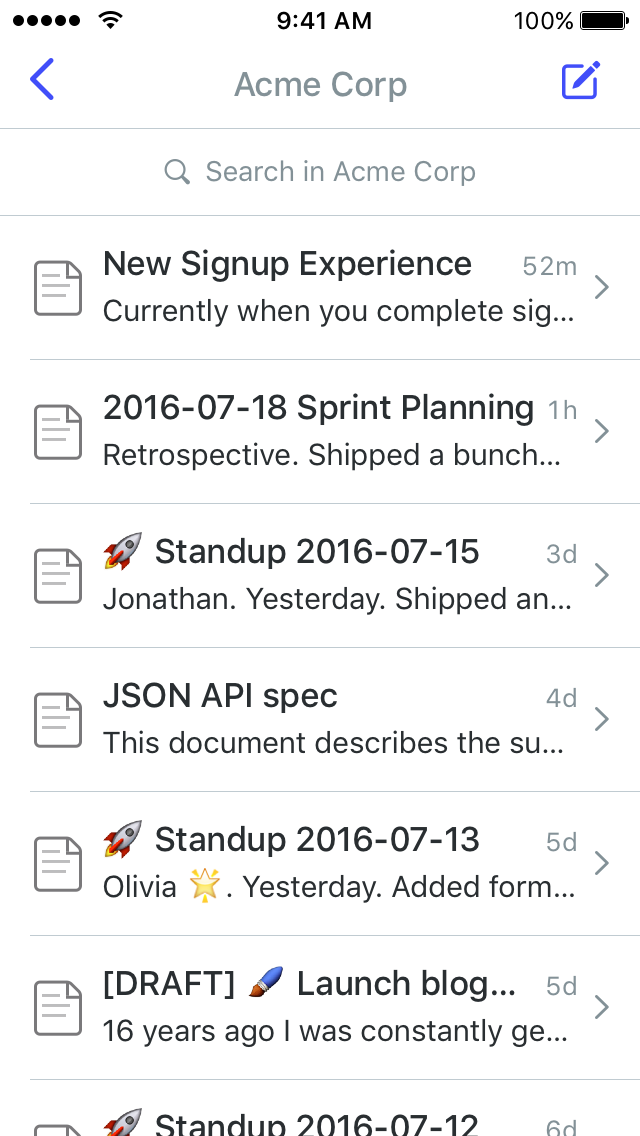 9:41 AM 100%
Acme Corp
Search in Acme Corp
New Signup Experience 52m
Currently when you complete sig...
2016-07-18 Sprint Planning 1h
Retrospective. Shipped a bunch...
🚀 Standup 2016-07-15 3d
Jonathan. Yesterday. Shipped an...
JSON API spec 4d
This document describes the su...
🚀 Standup 2016-07-13 5d
Olivia 🌟. Yesterday. Added form...
[DRAFT] 🖌️ Launch blog... 5d
16 years ago I was constantly ge...
🚀 Standup 2016-07-12 6d